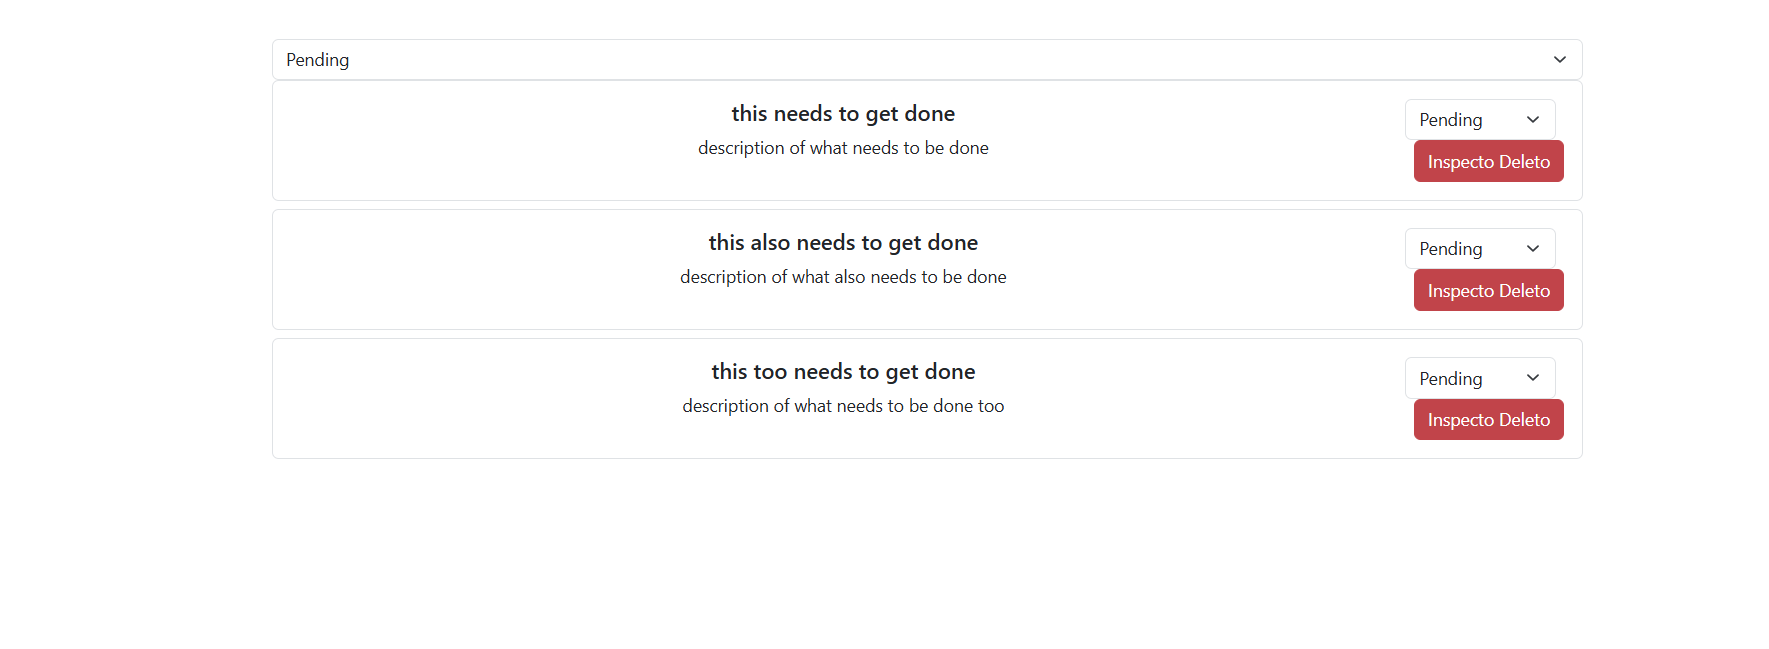 Pending
this needs to get done
description of what needs to be done
Pending
Inspecto Deleto
this also needs to get done
description of what also needs to be done
Pending
Inspecto Deleto
this too needs to get done
description of what needs to be done too
Pending
Inspecto Deleto